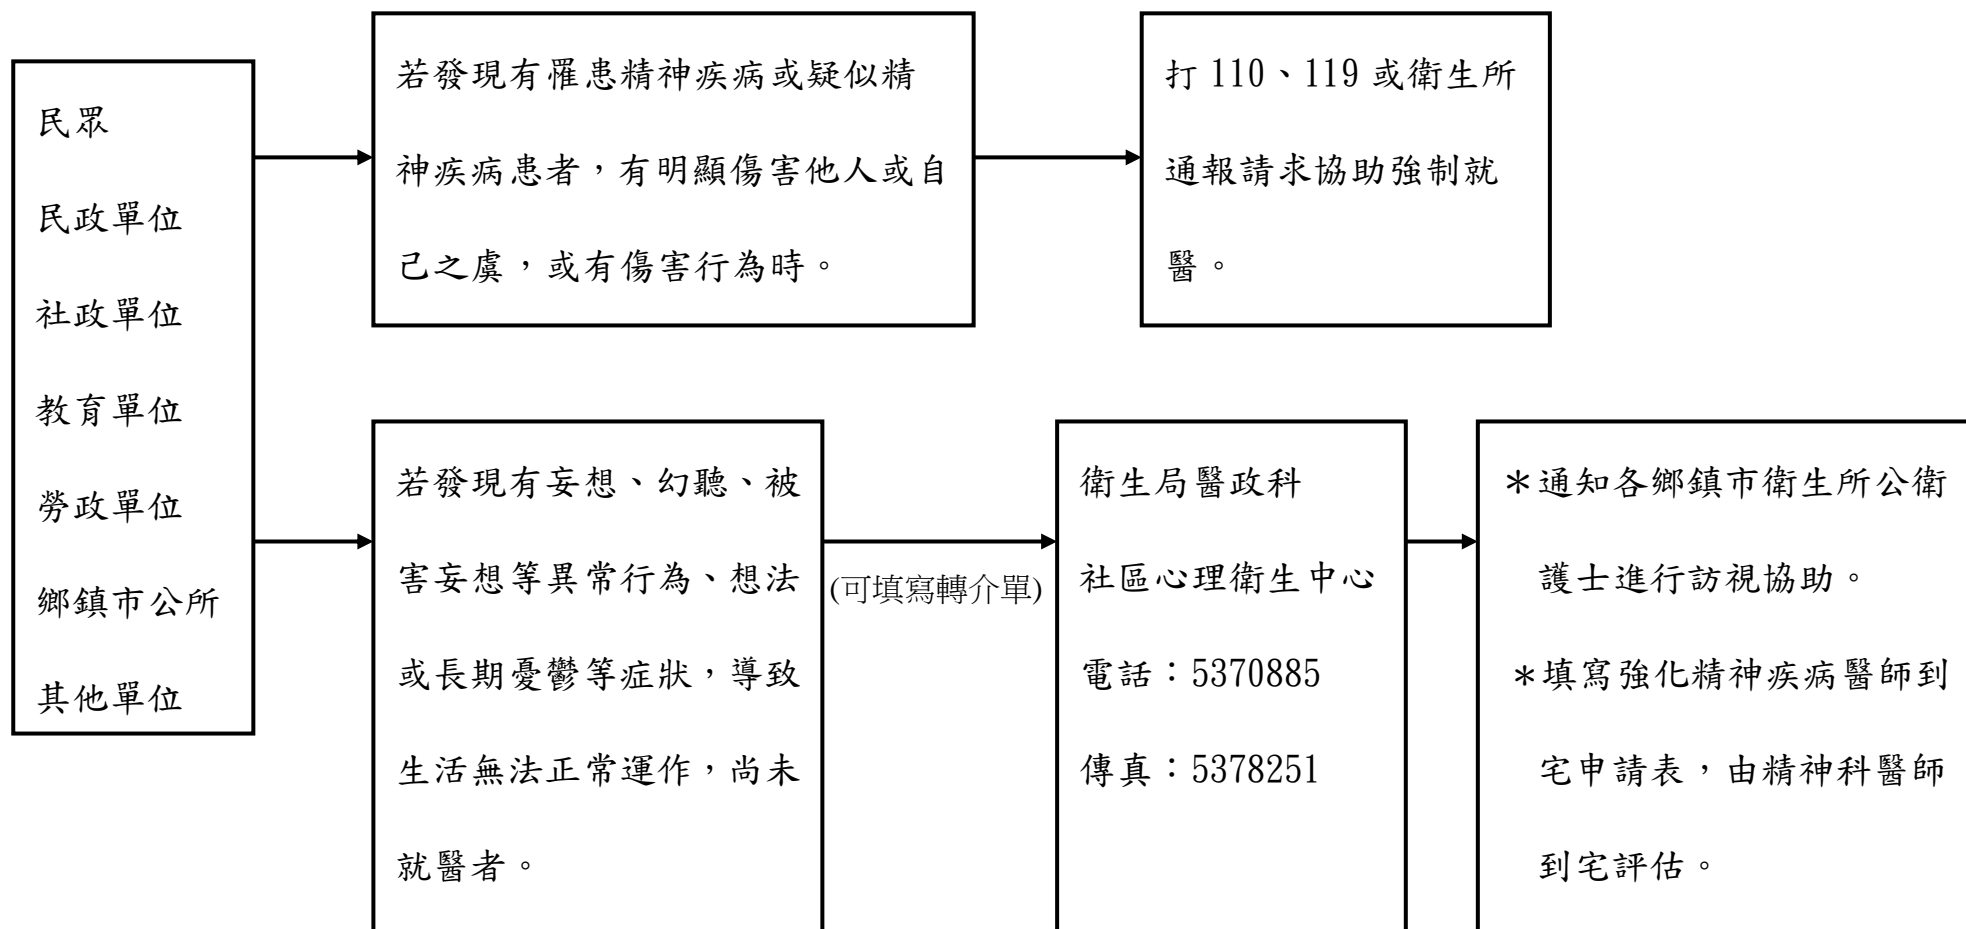 民眾
民政單位
社政單位
教育單位
勞政單位
鄉鎮市公所
其他單位
若發現有罹患精神疾病或疑似精
神疾病患者，有明顯傷害他人或自
己之虞，或有傷害行為時。
打 110、119 或衛生所
通報請求協助強制就
醫。
若發現有妄想、幻聽、被
害妄想等異常行為、想法
或長期憂鬱等症狀，導致
生活無法正常運作，尚未
就醫者。
(可填寫轉介單)
衛生局醫政科
社區心理衛生中心
電話：5370885
傳真：5378251
＊通知各鄉鎮市衛生所公衛
護士進行訪視協助。
＊填寫強化精神疾病醫師到
宅申請表，由精神科醫師
到宅評估。